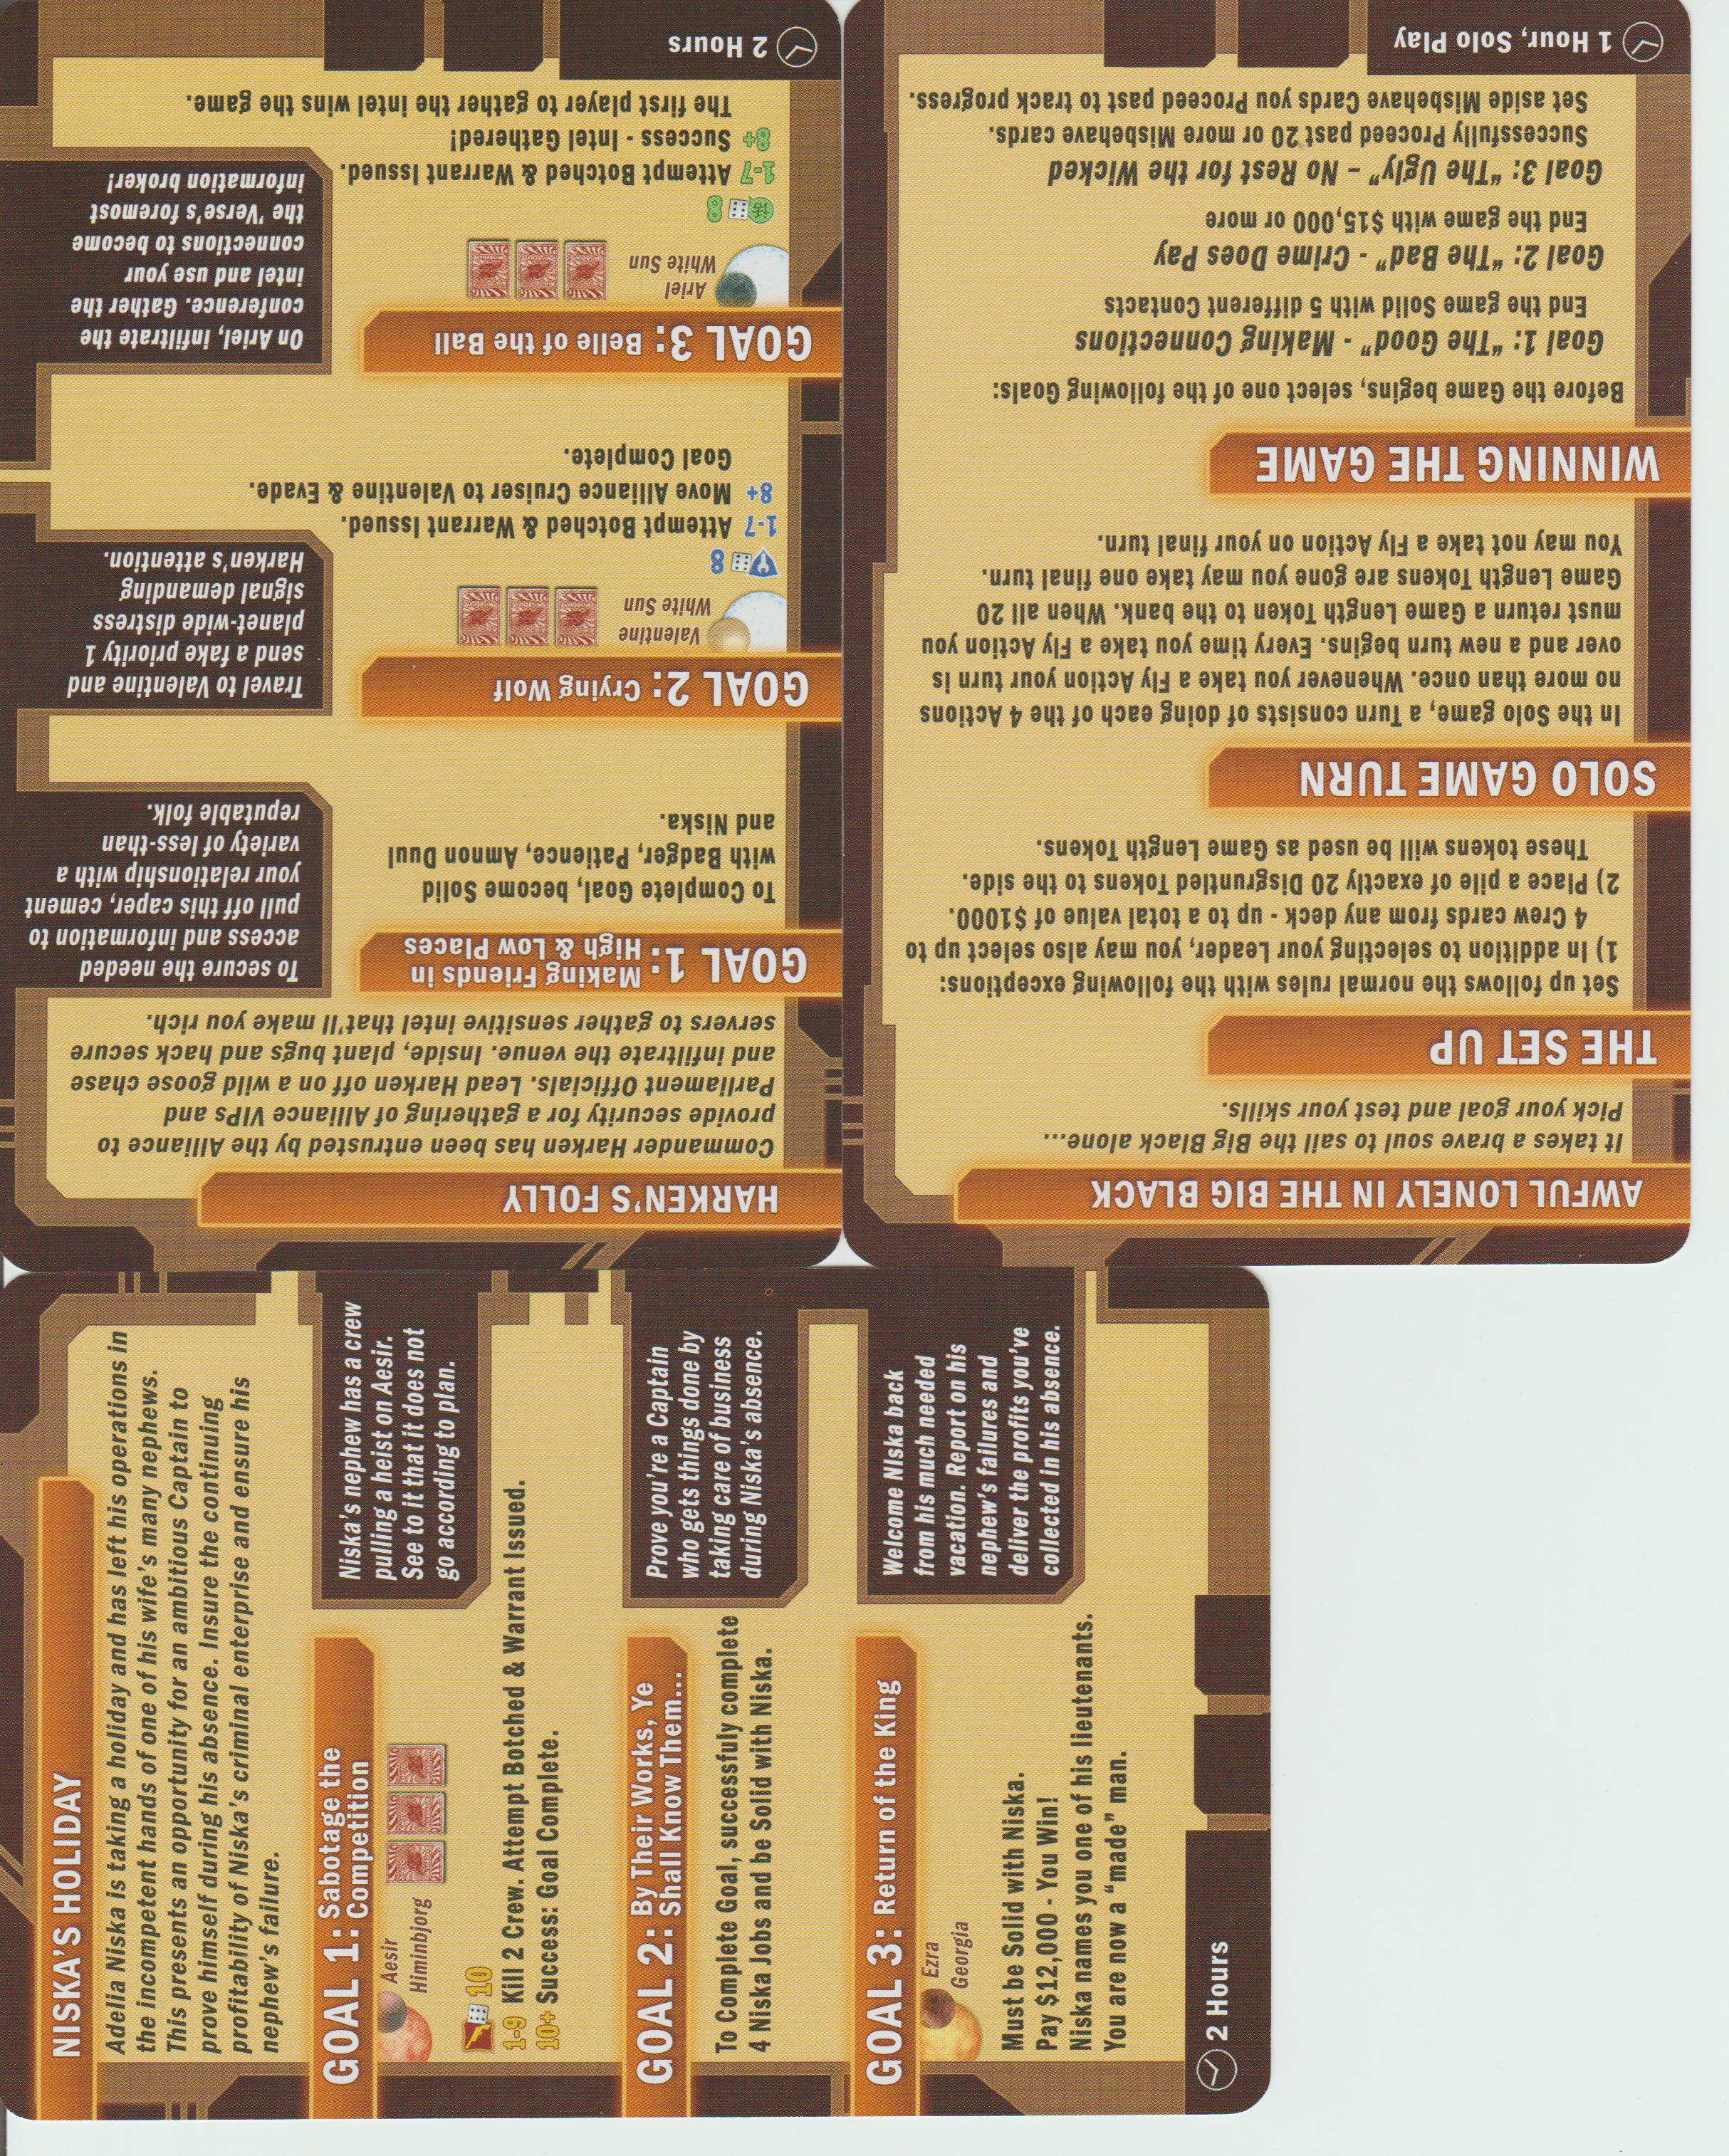 HARKEN'S FOLLY
Commander Harken has been entrusted by the Alliance to
provide security for a gathering of Alliance VIPs and
Parliament Officials. Lead Harken off on a wild goose chase
and infiltrate the venue. Inside, plant bugs and hack secure
servers to gather sensitive intel that'll make you rich.
GOAL 1: Making Friends in
High & Low Places
To Complete Goal, become Solid
with Badger, Patience, Amnon Duul
and Niska.
To secure the needed
access and information to
pull off this caper, cement
your relationship with a
variety of less-than
reputable folk.
GOAL 2: Crying Wolf
Valentine
White Sun
8
1-7 Attempt Botched & Warrant Issued.
8+ Move Alliance Cruiser to Valentine & Evade.
Goal Complete.
Travel to Valentine and
send a fake priority 1
planet-wide distress
signal demanding
Harken's attention.
GOAL 3: Belle of the Ball
Ariel
White Sun
8
1-7 Attempt Botched & Warrant Issued.
8+ Success - Intel Gathered!
The first player to gather the intel wins the game.
On Ariel, infiltrate the
conference. Gather the
intel and use your
connections to become
the 'Verse's foremost
information broker!
2 Hours
AWFUL LONELY IN THE BIG BLACK
It takes a brave soul to sail the Big Black alone...
Pick your goal and test your skills.
THE SET UP
Set up follows the normal rules with the following exceptions:
1) In addition to selecting your Leader, you may also select up to
4 Crew cards from any deck - up to a total value of $1000.
2) Place a pile of exactly 20 Disgruntled Tokens to the side.
These tokens will be used as Game Length Tokens.
SOLO GAME TURN
In the Solo game, a Turn consists of doing each of the 4 Actions
no more than once. Whenever you take a Fly Action your turn is
over and a new turn begins. Every time you take a Fly Action you
must return a Game Length Token to the bank. When all 20
Game Length Tokens are gone you may take one final turn.
You may not take a Fly Action on your final turn.
WINNING THE GAME
Before the Game begins, select one of the following Goals:
Goal 1: "The Good" - Making Connections
End the game Solid with 5 different Contacts
Goal 2: "The Bad" - Crime Does Pay
End the game with $15,000 or more
Goal 3: "The Ugly" – No Rest for the Wicked
Successfully Proceed past 20 or more Misbehave cards.
Set aside Misbehave Cards you Proceed past to track progress.
1 Hour, Solo Play
NISKA'S HOLIDAY
Adelia Niska is taking a holiday and has left his operations in
the incompetent hands of one of his wife's many nephews.
This presents an opportunity for an ambitious Captain to
prove himself during his absence. Insure the continuing
profitability of Niska's criminal enterprise and ensure his
nephew's failure.
GOAL 1: Sabotage the
Competition
Aesir
Himinbjorg
10
1-9 Kill 2 Crew. Attempt Botched & Warrant Issued.
10+ Success: Goal Complete.
Niska's nephew has a crew
pulling a heist on Aesir.
See to it that it does not
go according to plan.
GOAL 2: By Their Works, Ye
Shall Know Them...
To Complete Goal, successfuly complete
4 Niska Jobs and be Solid with Niska.
Prove you're a Captain
who gets things done by
taking care of business
during Niska's absence.
GOAL 3: Return of the King
Ezra
Georgia
Must be Solid with Niska.
Pay $12,000 - You Win!
Niska names you one of his lieutenants.
You are now a "made" man.
Welcome NIska back
from his much needed
vacation. Report on his
nephew's failures and
deliver the profits you've
collected in his absence.
2 Hours